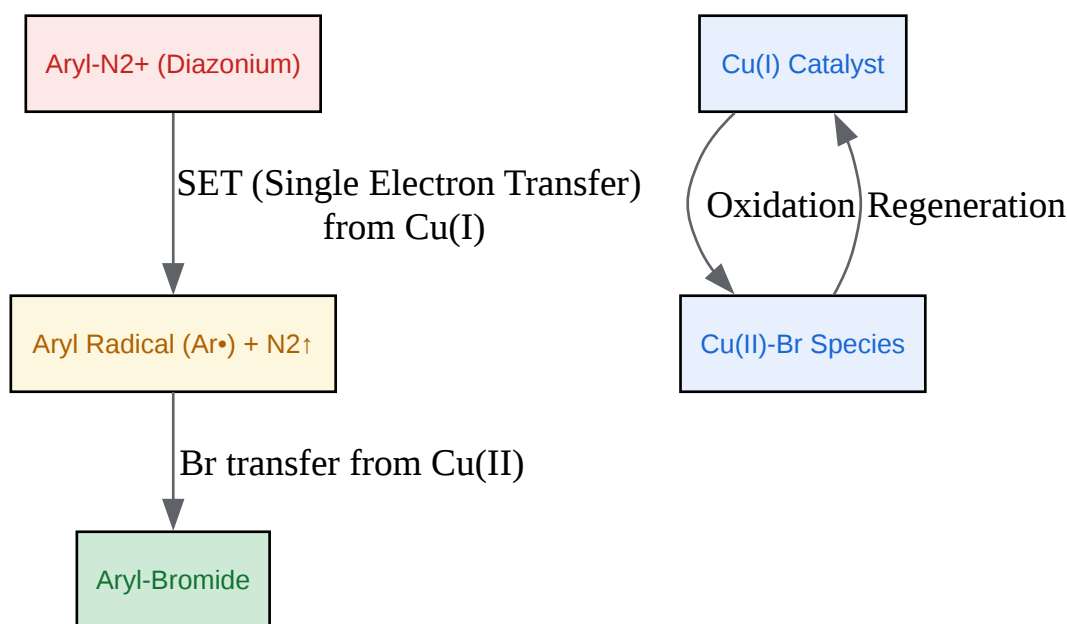 Aryl-N2+ (Diazonium)
Cu(I) Catalyst
SET (Single Electron Transfer)
from Cu(I)
Oxidation
Regeneration
Aryl Radical (Ar•) + N2↑
Cu(II)-Br Species
Br transfer from Cu(II)
Aryl-Bromide